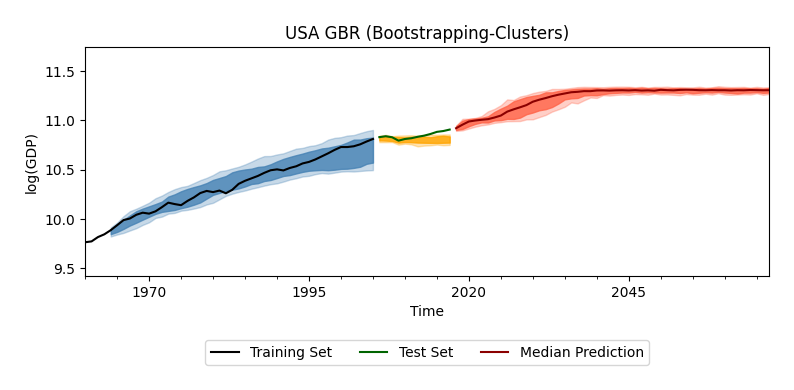 USA GBR (Bootstrapping-Clusters)
log(GDP)
11.5
11.0
10.5
10.0
9.5
1970 1995 2020 2045
Time
Training Set Test Set Median Prediction